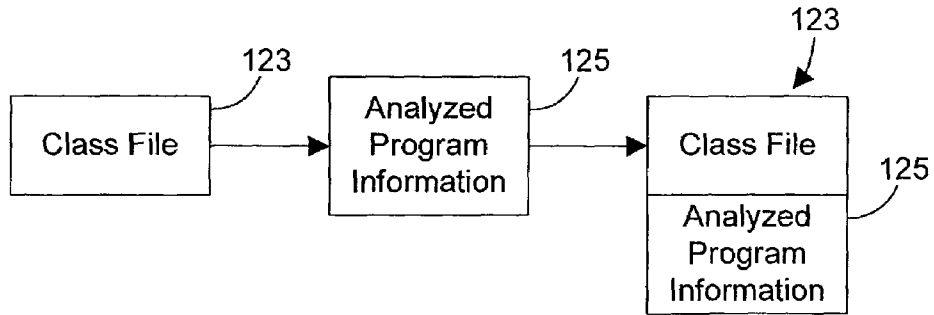 123
Class File
125
Analyzed
Program
Information
123
Class File
125
Analyzed
Program
Information